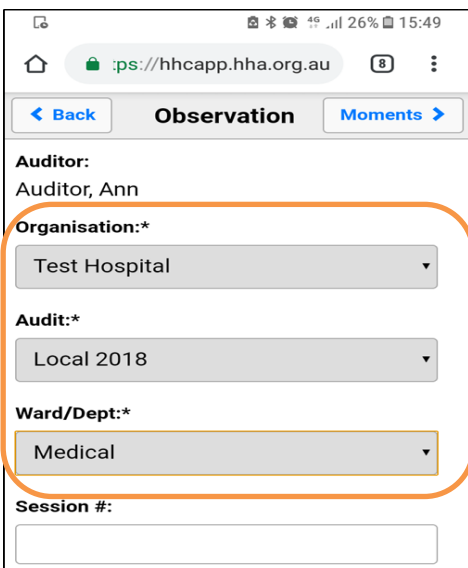 4G 26% 15:49
:ps://hhcapp.hha.org.au 8
Back Observation Moments
Auditor:
Auditor, Ann
Organisation:*
Test Hospital
Audit:*
Local 2018
Ward/Dept:*
Medical
Session #: